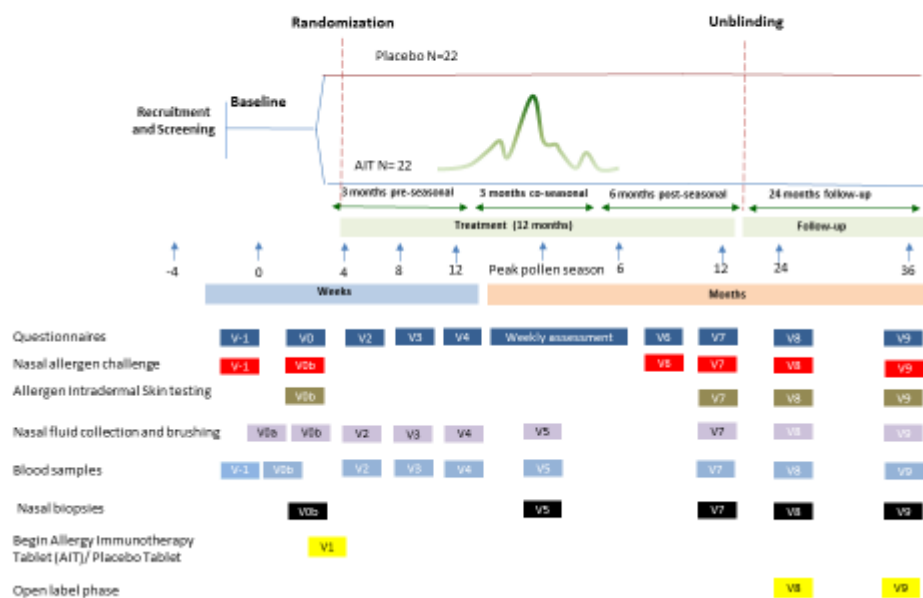 Randomization Unblinding
Placebo N=22
Baseline
Recruitment
and Screening
AIT N= 22
3 months pre-seasonal 3 months co-seasonal 6 months post-seasonal 24 months follow-up
Treatment (12 months) Follow-up
-4 0 4 8 12 Peak pollen season 6 12 24 36
Weeks Months
Questionnaires V-1 V0 V2 V3 V4 Weekly assessment V6 V7 V8 V9
Nasal allergen challenge V-1 V0b V6 V7 V8 V9
Allergen Intradermal Skin testing V0b V7 V8 V9
Nasal fluid collection and brushing V0a V0b V2 V3 V4 V5 V7 V8 V9
Blood samples V-1 V0b V2 V3 V4 V5 V7 V8 V9
Nasal biopsies V0b V5 V7 V8 V9
Begin Allergy Immunotherapy
Tablet (AIT)/ Placebo Tablet V1
Open label phase V8 V9